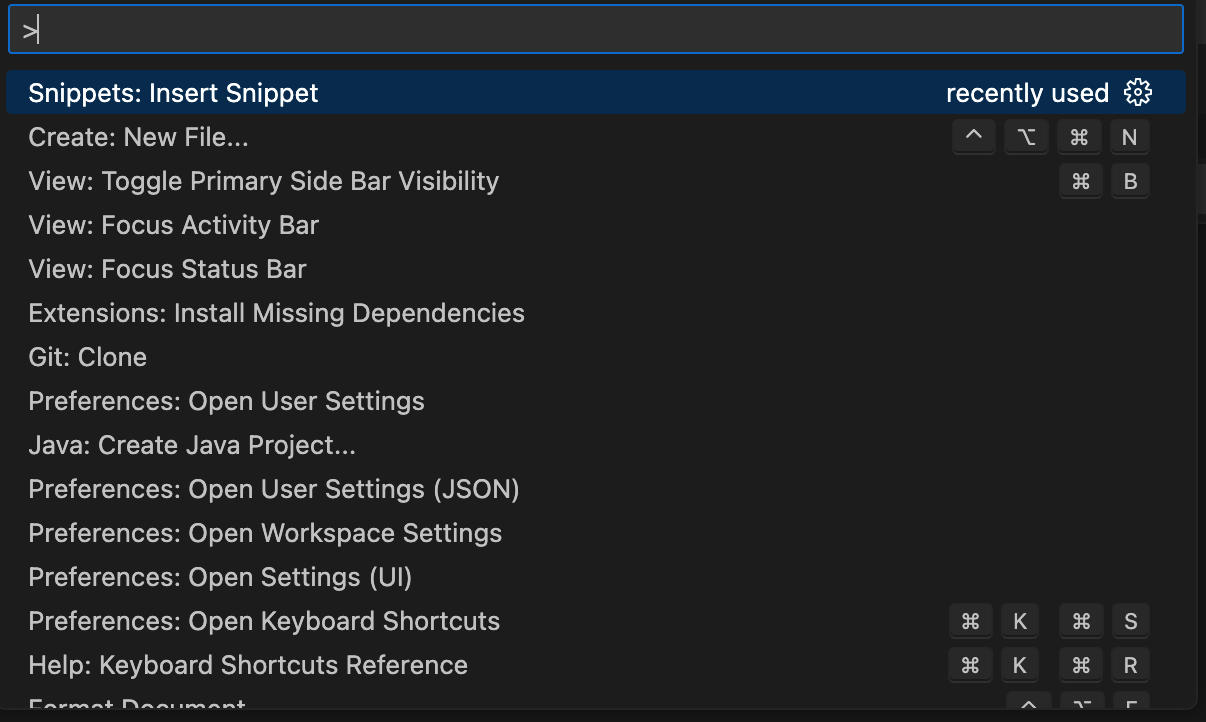 >
Snippets: Insert Snippet recently used
Create: New File... ^ ⌥ ⌘ N
View: Toggle Primary Side Bar Visibility ⌘ B
View: Focus Activity Bar
View: Focus Status Bar
Extensions: Install Missing Dependencies
Git: Clone
Preferences: Open User Settings
Java: Create Java Project...
Preferences: Open User Settings (JSON)
Preferences: Open Workspace Settings
Preferences: Open Settings (UI)
Preferences: Open Keyboard Shortcuts ⌘ K ⌘ S
Help: Keyboard Shortcuts Reference ⌘ K ⌘ R
Format Document ^ ⌥